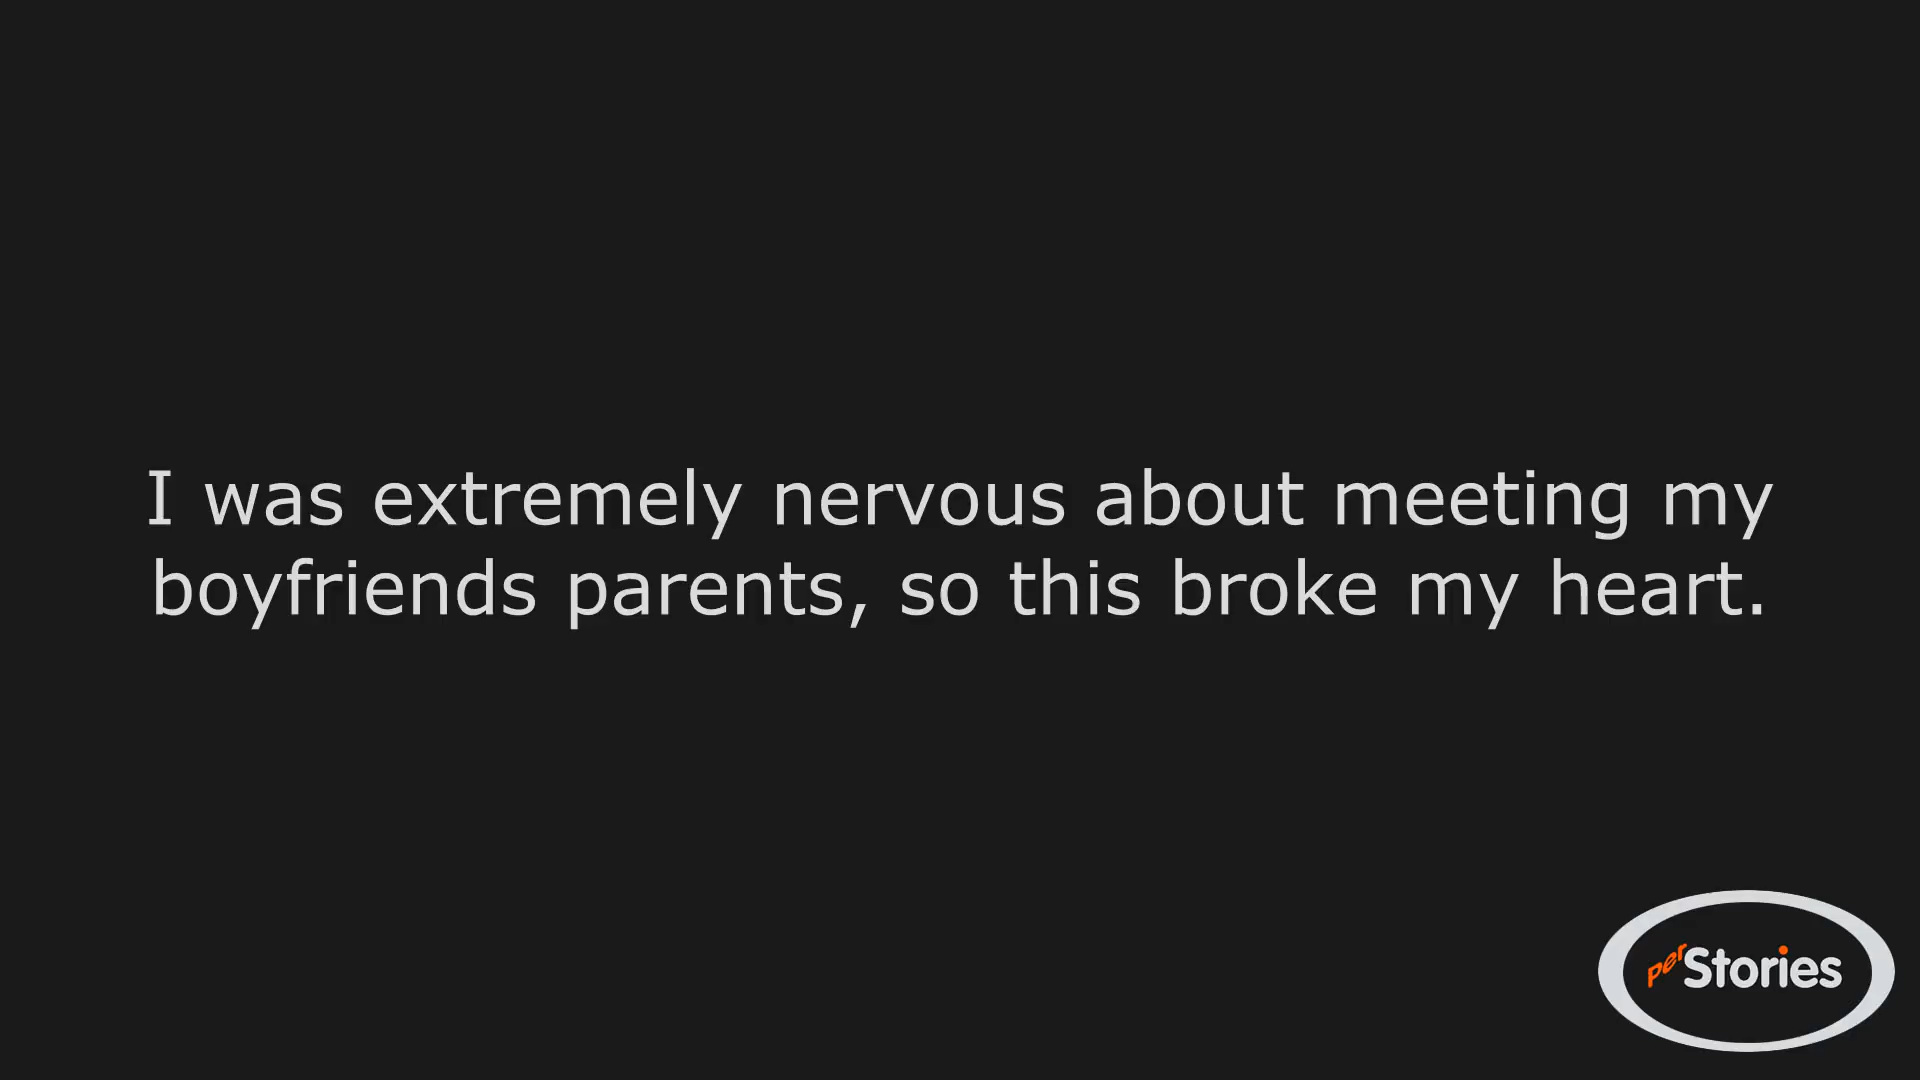 I was extremely nervous about meeting my
boyfriends parents, so this broke my heart.
perStories